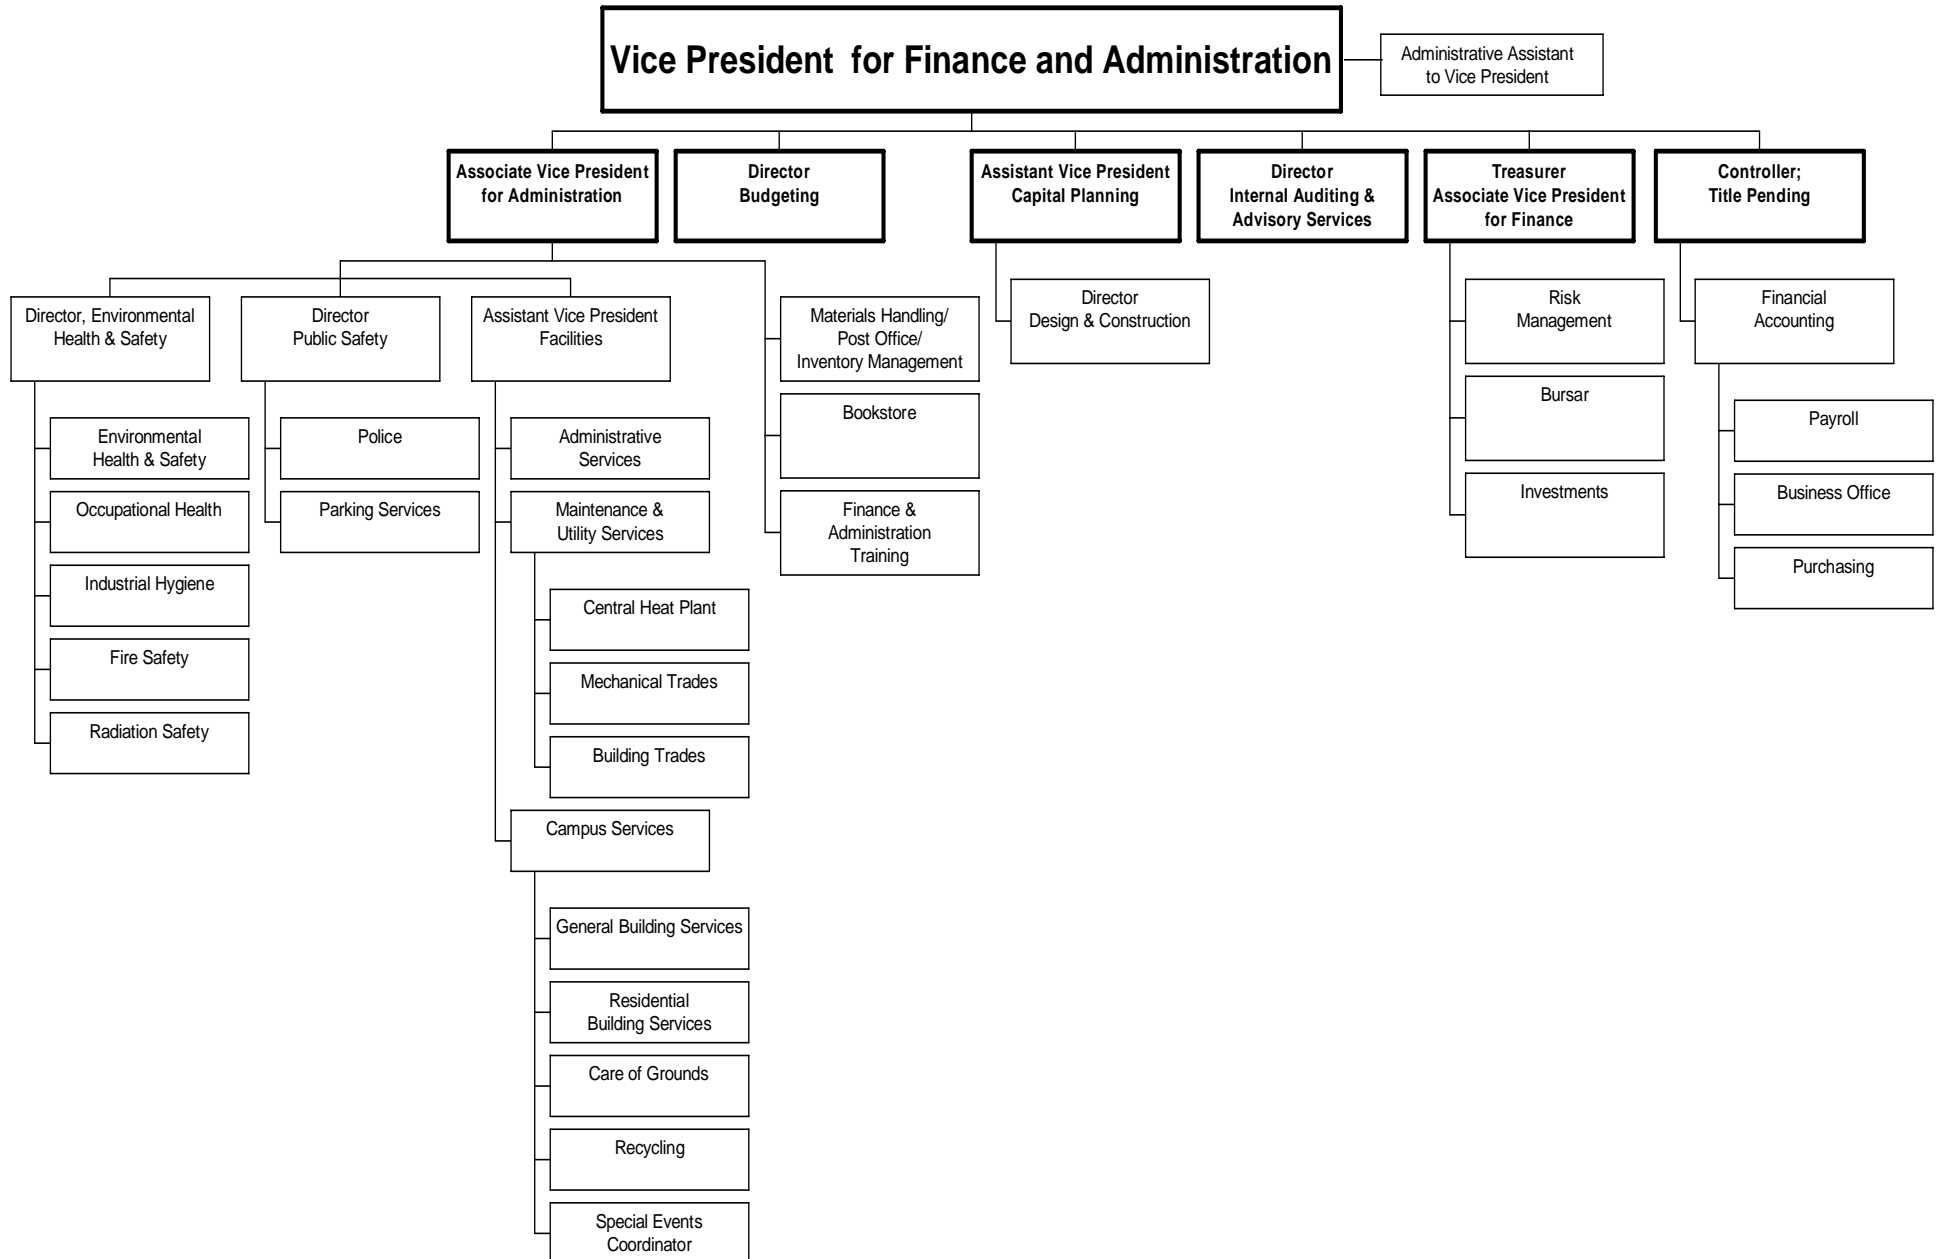 Vice President for Finance and Administration
Administrative Assistant
to Vice President
Associate Vice President
for Administration
Director
Budgeting
Assistant Vice President
Capital Planning
Director
Internal Auditing &
Advisory Services
Treasurer
Associate Vice President
for Finance
Controller;
Title Pending
Director, Environmental
Health & Safety
Environmental
Health & Safety
Occupational Health
Industrial Hygiene
Fire Safety
Radiation Safety
Director
Public Safety
Police
Parking Services
Assistant Vice President
Facilities
Administrative
Services
Maintenance &
Utility Services
Central Heat Plant
Mechanical Trades
Building Trades
Campus Services
General Building Services
Residential
Building Services
Care of Grounds
Recycling
Special Events
Coordinator
Materials Handling/
Post Office/
Inventory Management
Bookstore
Finance &
Administration
Training
Director
Design & Construction
Risk
Management
Bursar
Investments
Financial
Accounting
Payroll
Business Office
Purchasing